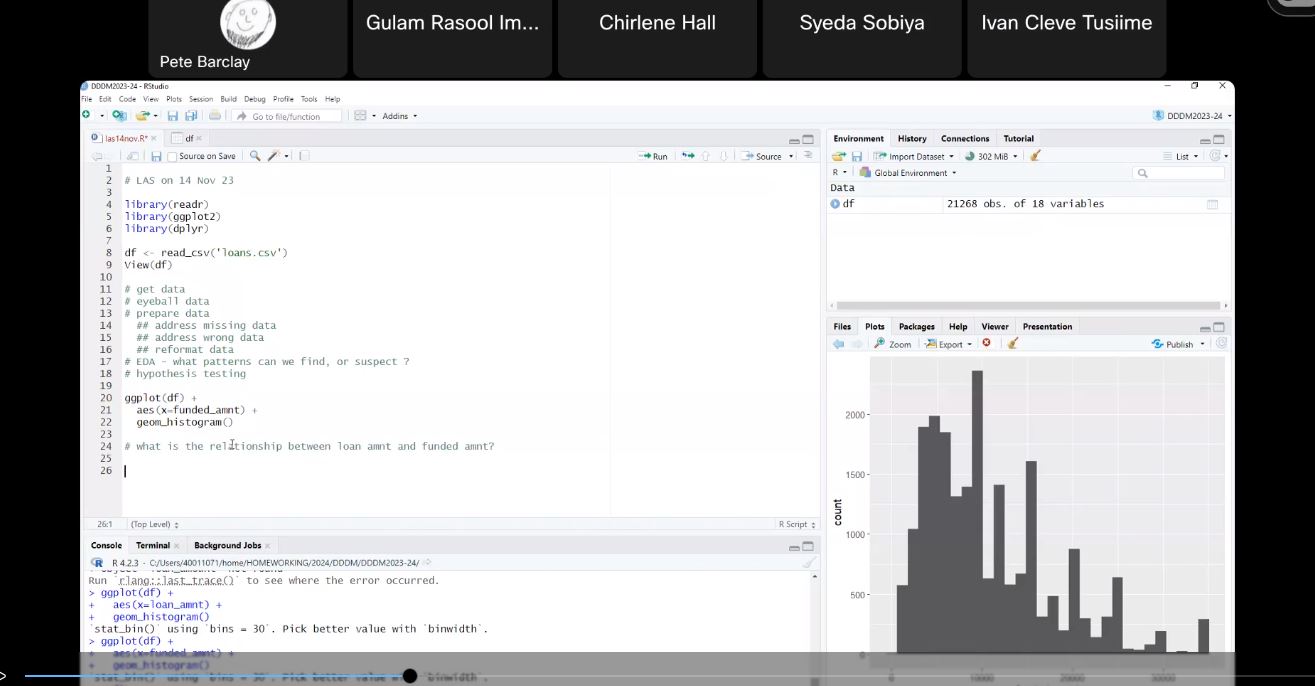 Pete Barclay
Gulam Rasool Im...
Chirlene Hall
Syeda Sobiya
Ivan Cleve Tusiime
DDDM2023-24 - RStudio
File Edit Code View Plots Session Build Debug Profile Tools Help
Go to file/function
Addins
DDDM2023-24
las14nov.R*
df
Source on Save
Run
Source
1
2 # LAS on 14 Nov 23
3
4 library(readr)
5 library(ggplot2)
6 library(dplyr)
7
8 df <- read_csv('loans.csv')
9 View(df)
10
11 # get data
12 # eyeball data
13 # prepare data
14 ## address missing data
15 ## address wrong data
16 ## reformat data
17 # EDA - what patterns can we find, or suspect ?
18 # hypothesis testing
19
20 ggplot(df) +
21 aes(x=funded_amnt) +
22 geom_histogram()
23
24 # what is the relationship between loan amnt and funded amnt?
25
26
26:1 (Top Level) R Script
Console Terminal Background Jobs
R 4.2.3 · C:/Users/40011071/home/HOMEWORKING/2024/DDDM/DDDM2023-24/
Run `rlang::last_trace()` to see where the error occurred.
> ggplot(df) +
+ aes(x=loan_amnt) +
+ geom_histogram()
`stat_bin()` using `bins = 30`. Pick better value with `binwidth`.
> ggplot(df) +
+ aes(x=funded_amnt) +
+ geom_histogram()
`stat_bin()` using `bins = 30`. Pick better value with `binwidth`.
Environment History Connections Tutorial
Import Dataset 302 MiB List
R Global Environment
Data
df 21268 obs. of 18 variables
Files Plots Packages Help Viewer Presentation
Zoom Export Publish
2000
1500
1000
500
0
count
0 10000 20000 30000